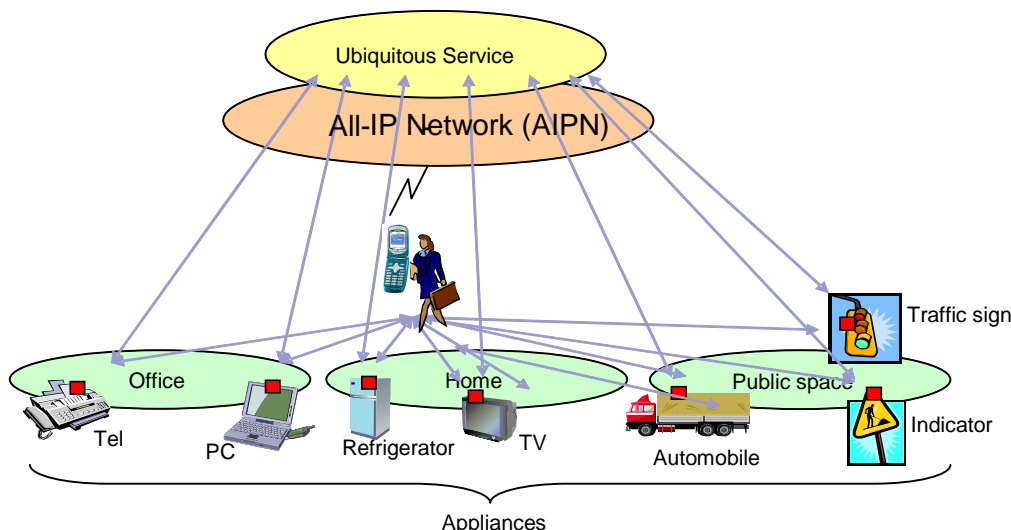 Ubiquitous Service
All-IP Network (AIPN)
Traffic sign
Office
Home
Public space
Tel
PC
Refrigerator
TV
Automobile
Indicator
Appliances